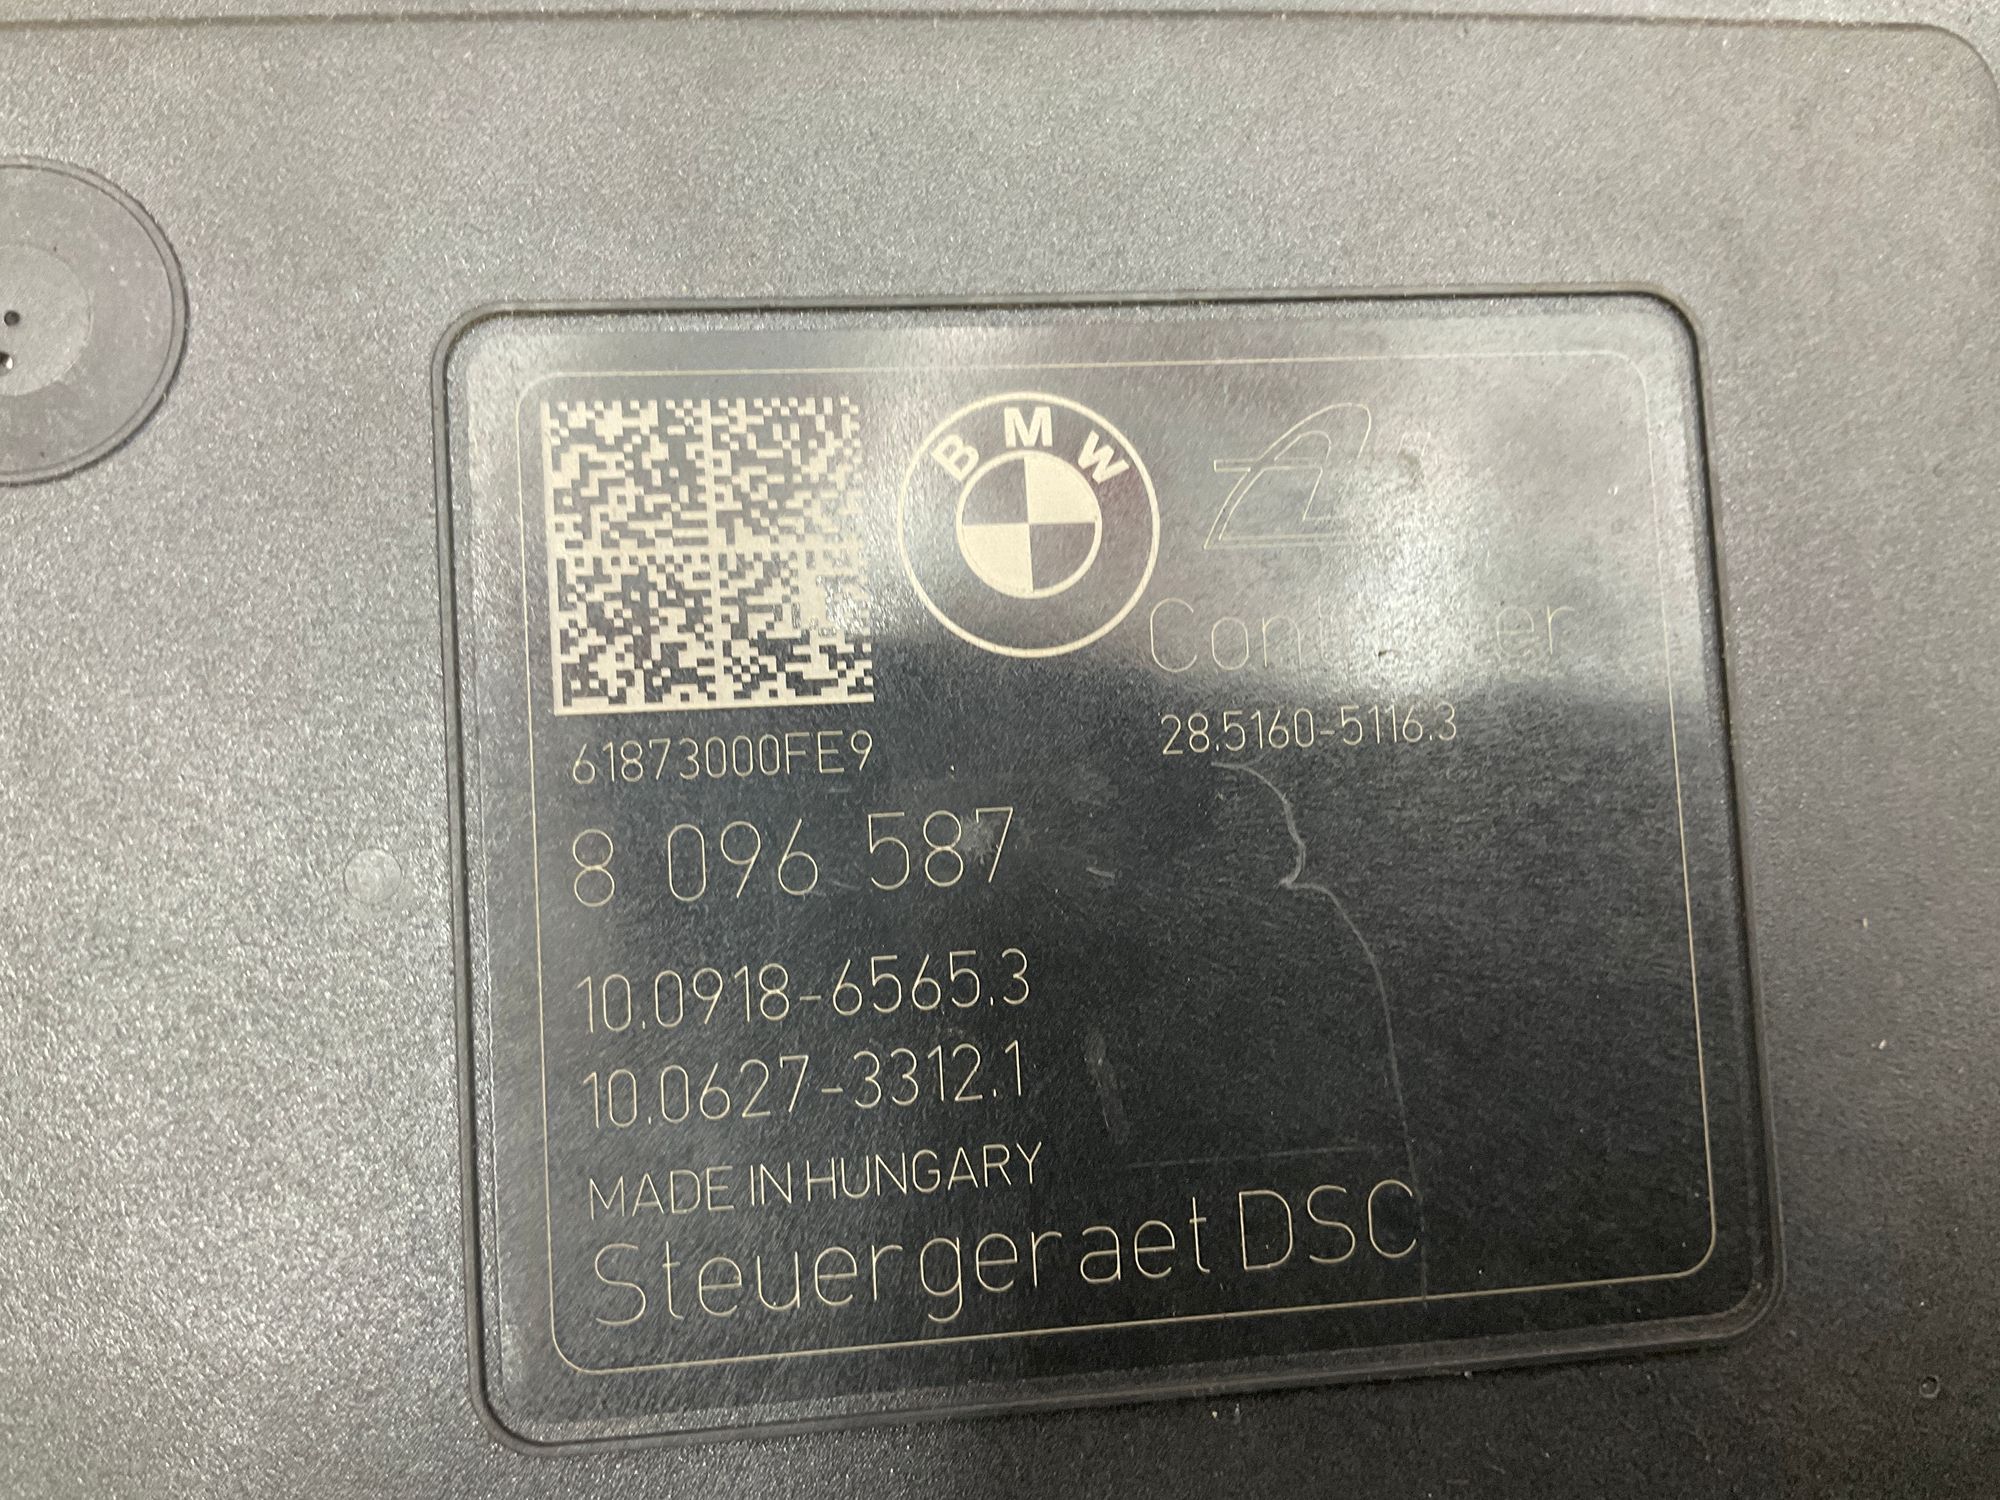 BMW
28.5160-5116.3
61873000FE9
8 096 587
10.0918-6565.3
10.0627-3312.1
MADE IN HUNGARY
Steuergeraet DSC